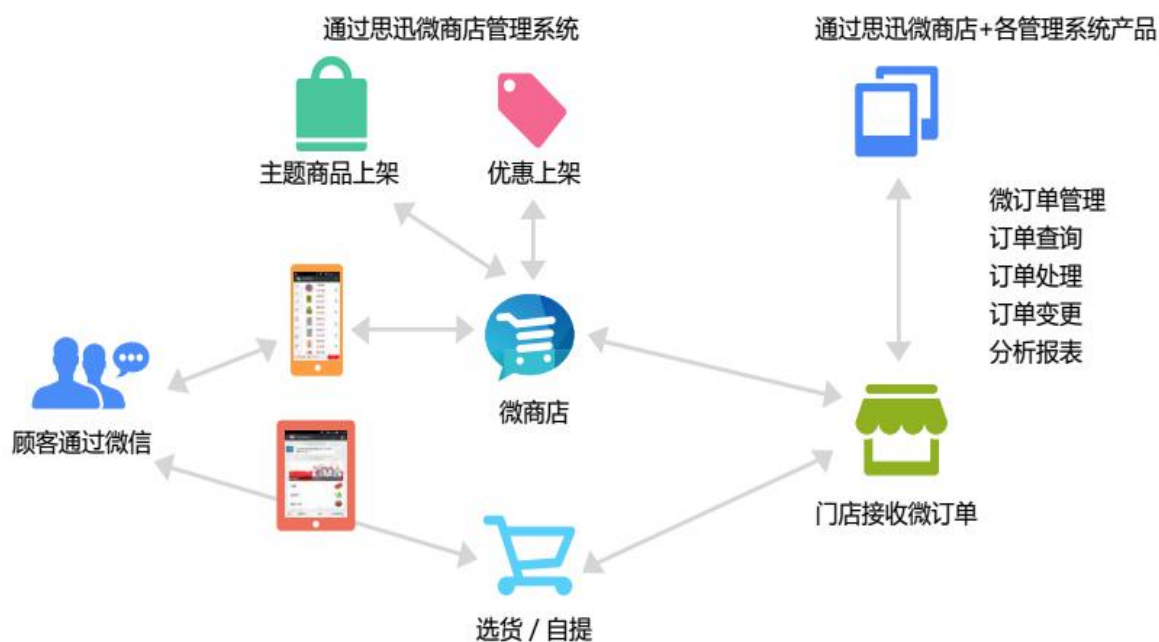 通过思迅微商店管理系统
通过思迅微商店+各管理系统产品
主题商品上架
优惠上架
微订单管理
订单查询
订单处理
订单变更
分析报表
微商店
顾客通过微信
门店接收微订单
选货 / 自提